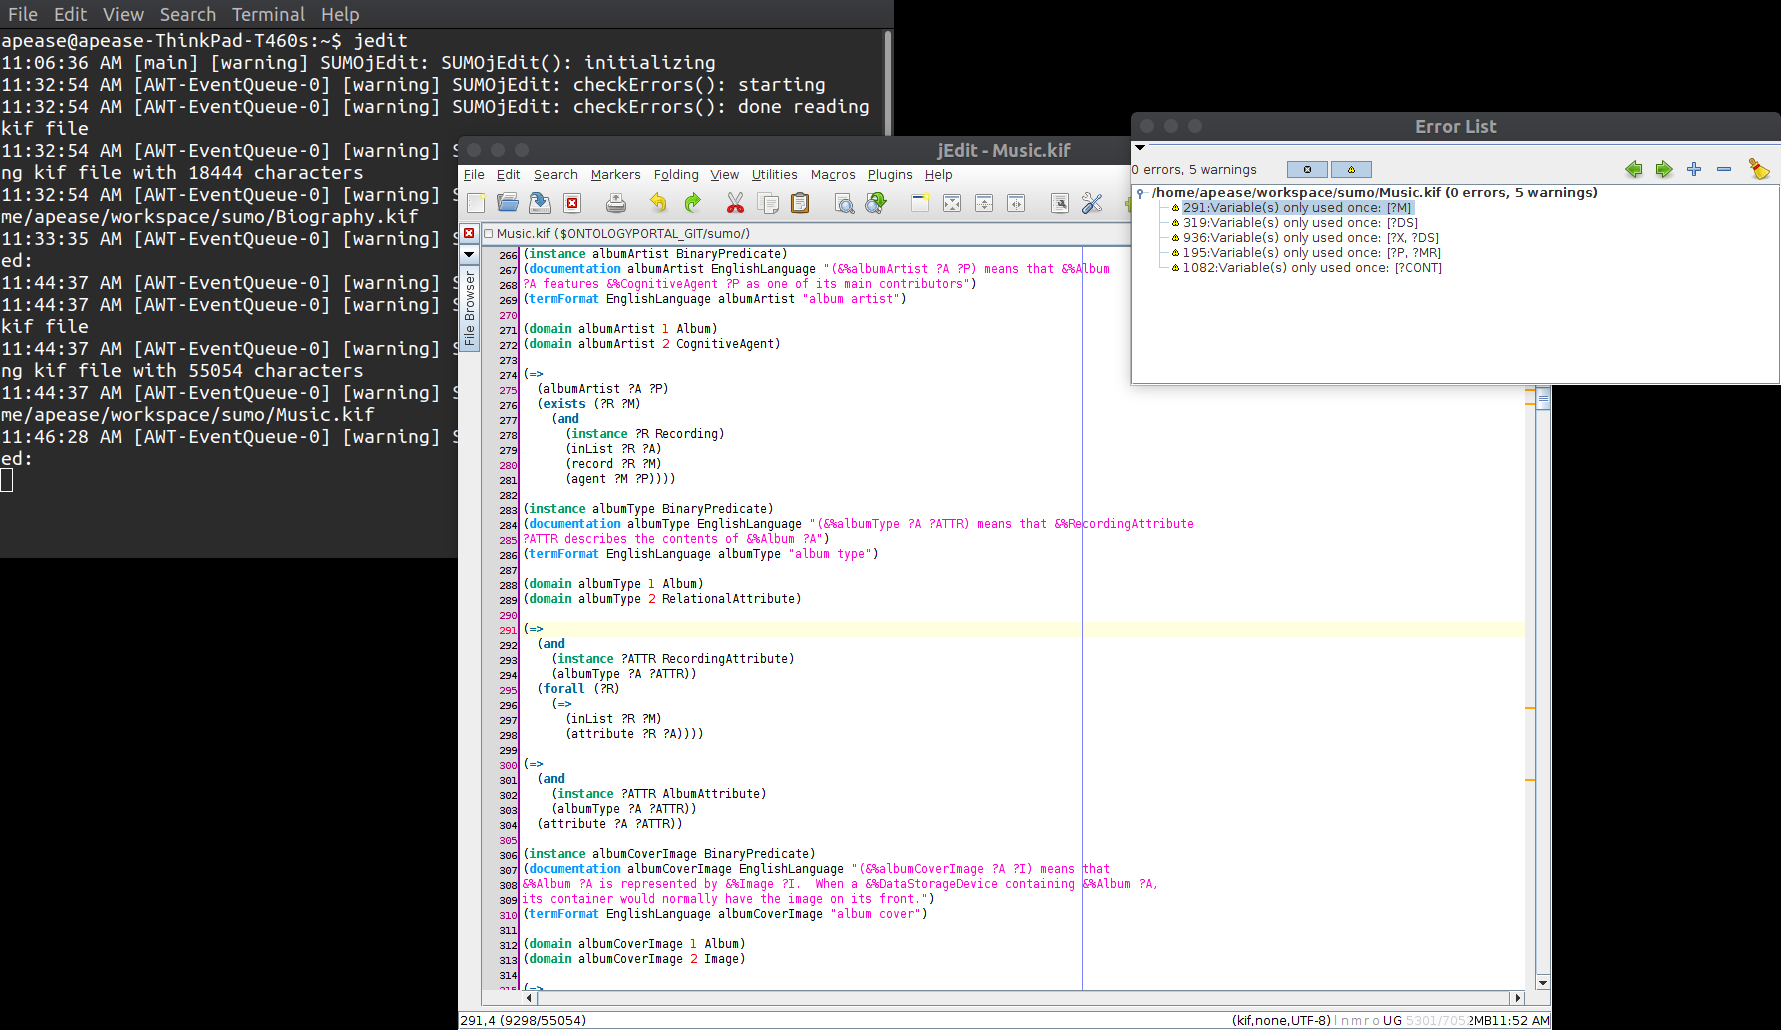 File Edit View Search Terminal Help
apease@apease-ThinkPad-T460s:~$ jedit
11:06:36 AM [main] [warning] SUMOjEdit: SUMOjEdit(): initializing
11:32:54 AM [AWT-EventQueue-0] [warning] SUMOjEdit: checkErrors(): starting
11:32:54 AM [AWT-EventQueue-0] [warning] SUMOjEdit: checkErrors(): done reading
kif file
11:32:54 AM [AWT-EventQueue-0] [warning]
ng kif file with 18444 characters
11:32:54 AM [AWT-EventQueue-0] [warning]
me/apease/workspace/sumo/Biography.kif
11:33:35 AM [AWT-EventQueue-0] [warning]
ed:
11:44:37 AM [AWT-EventQueue-0] [warning]
11:44:37 AM [AWT-EventQueue-0] [warning]
kif file
11:44:37 AM [AWT-EventQueue-0] [warning]
ng kif file with 55054 characters
11:44:37 AM [AWT-EventQueue-0] [warning]
me/apease/workspace/sumo/Music.kif
11:46:28 AM [AWT-EventQueue-0] [warning]
ed:
jEdit - Music.kif
File Edit Search Markers Folding View Utilities Macros Plugins Help
Music.kif ($ONTOLOGYPORTAL_GIT/sumo/)
File Browser
266 (instance albumArtist BinaryPredicate)
267 (documentation albumArtist EnglishLanguage "(&%albumArtist ?A ?P) means that &%Album
268 ?A features &%CognitiveAgent ?P as one of its main contributors")
269 (termFormat EnglishLanguage albumArtist "album artist")
270
271 (domain albumArtist 1 Album)
272 (domain albumArtist 2 CognitiveAgent)
273
274 (=>
275 (albumArtist ?A ?P)
276 (exists (?R ?M)
277 (and
278 (instance ?R Recording)
279 (inList ?R ?A)
280 (record ?R ?M)
281 (agent ?M ?P))))
282
283 (instance albumType BinaryPredicate)
284 (documentation albumType EnglishLanguage "(&%albumType ?A ?ATTR) means that &%RecordingAttribute
285 ?ATTR describes the contents of &%Album ?A")
286 (termFormat EnglishLanguage albumType "album type")
287
288 (domain albumType 1 Album)
289 (domain albumType 2 RelationalAttribute)
290
291 (=>
292 (and
293 (instance ?ATTR RecordingAttribute)
294 (albumType ?A ?ATTR))
295 (forall (?R)
296 (=>
297 (inList ?R ?M)
298 (attribute ?R ?A))))
299
300 (=>
301 (and
302 (instance ?ATTR AlbumAttribute)
303 (albumType ?A ?ATTR))
304 (attribute ?A ?ATTR))
305
306 (instance albumCoverImage BinaryPredicate)
307 (documentation albumCoverImage EnglishLanguage "(&%albumCoverImage ?A ?I) means that
308 &%Album ?A is represented by &%Image ?I. When a &%DataStorageDevice containing &%Album ?A,
309 its container would normally have the image on its front.")
310 (termFormat EnglishLanguage albumCoverImage "album cover")
311
312 (domain albumCoverImage 1 Album)
313 (domain albumCoverImage 2 Image)
314
315 (=>
291,4 (9298/55054)
(kif,none,UTF-8) l n m r o UG 5301/7052MB 11:52 AM
Error List
0 errors, 5 warnings
/home/apease/workspace/sumo/Music.kif (0 errors, 5 warnings)
291:Variable(s) only used once: [?M]
319:Variable(s) only used once: [?DS]
936:Variable(s) only used once: [?X, ?DS]
195:Variable(s) only used once: [?P, ?MR]
1082:Variable(s) only used once: [?CONT]